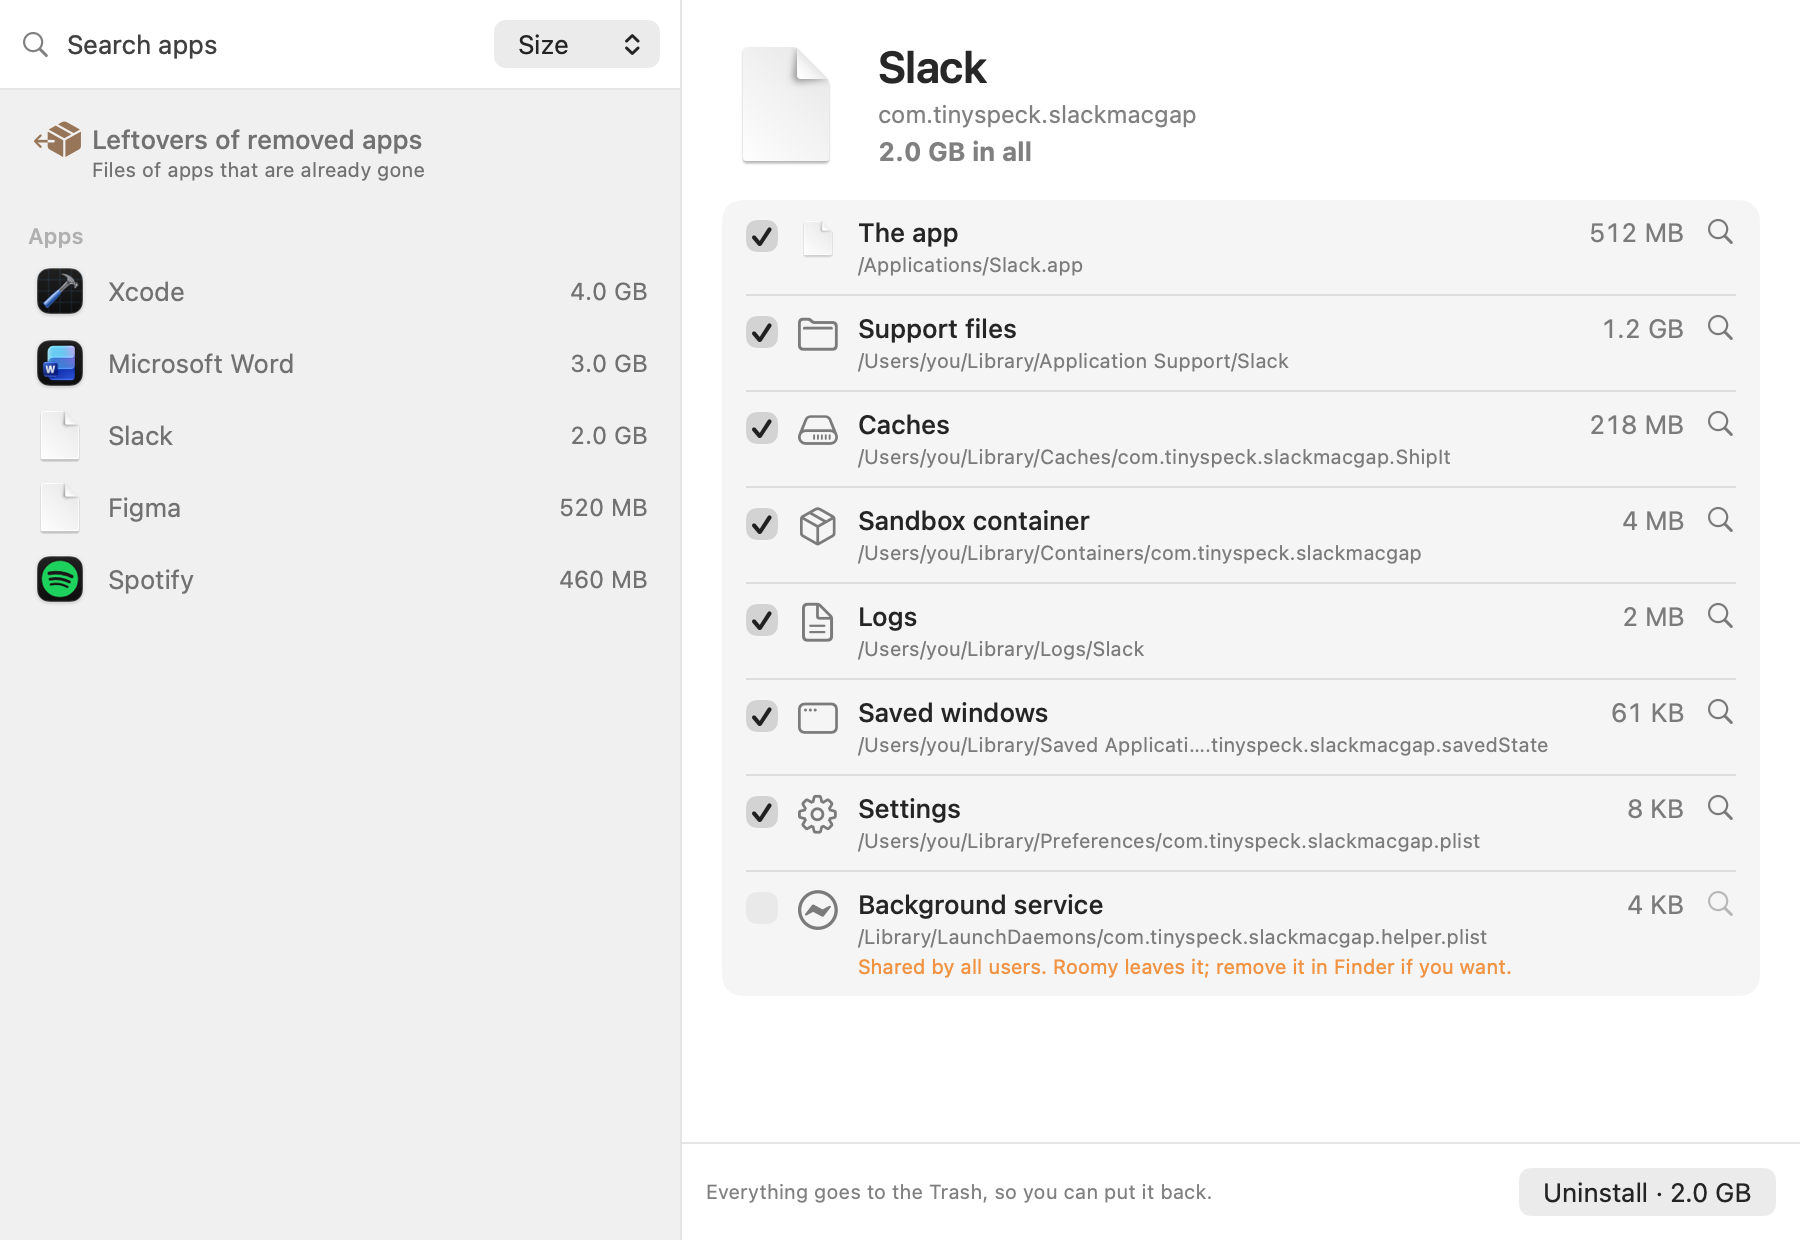 Search apps
Size
Leftovers of removed apps
Files of apps that are already gone
Apps
Xcode 4.0 GB
Microsoft Word 3.0 GB
Slack 2.0 GB
Figma 520 MB
Spotify 460 MB
Slack
com.tinyspeck.slackmacgap
2.0 GB in all
The app 512 MB
/Applications/Slack.app
Support files 1.2 GB
/Users/you/Library/Application Support/Slack
Caches 218 MB
/Users/you/Library/Caches/com.tinyspeck.slackmacgap.ShipIt
Sandbox container 4 MB
/Users/you/Library/Containers/com.tinyspeck.slackmacgap
Logs 2 MB
/Users/you/Library/Logs/Slack
Saved windows 61 KB
/Users/you/Library/Saved Applicati....tinyspeck.slackmacgap.savedState
Settings 8 KB
/Users/you/Library/Preferences/com.tinyspeck.slackmacgap.plist
Background service 4 KB
/Library/LaunchDaemons/com.tinyspeck.slackmacgap.helper.plist
Shared by all users. Roomy leaves it; remove it in Finder if you want.
Everything goes to the Trash, so you can put it back.
Uninstall · 2.0 GB